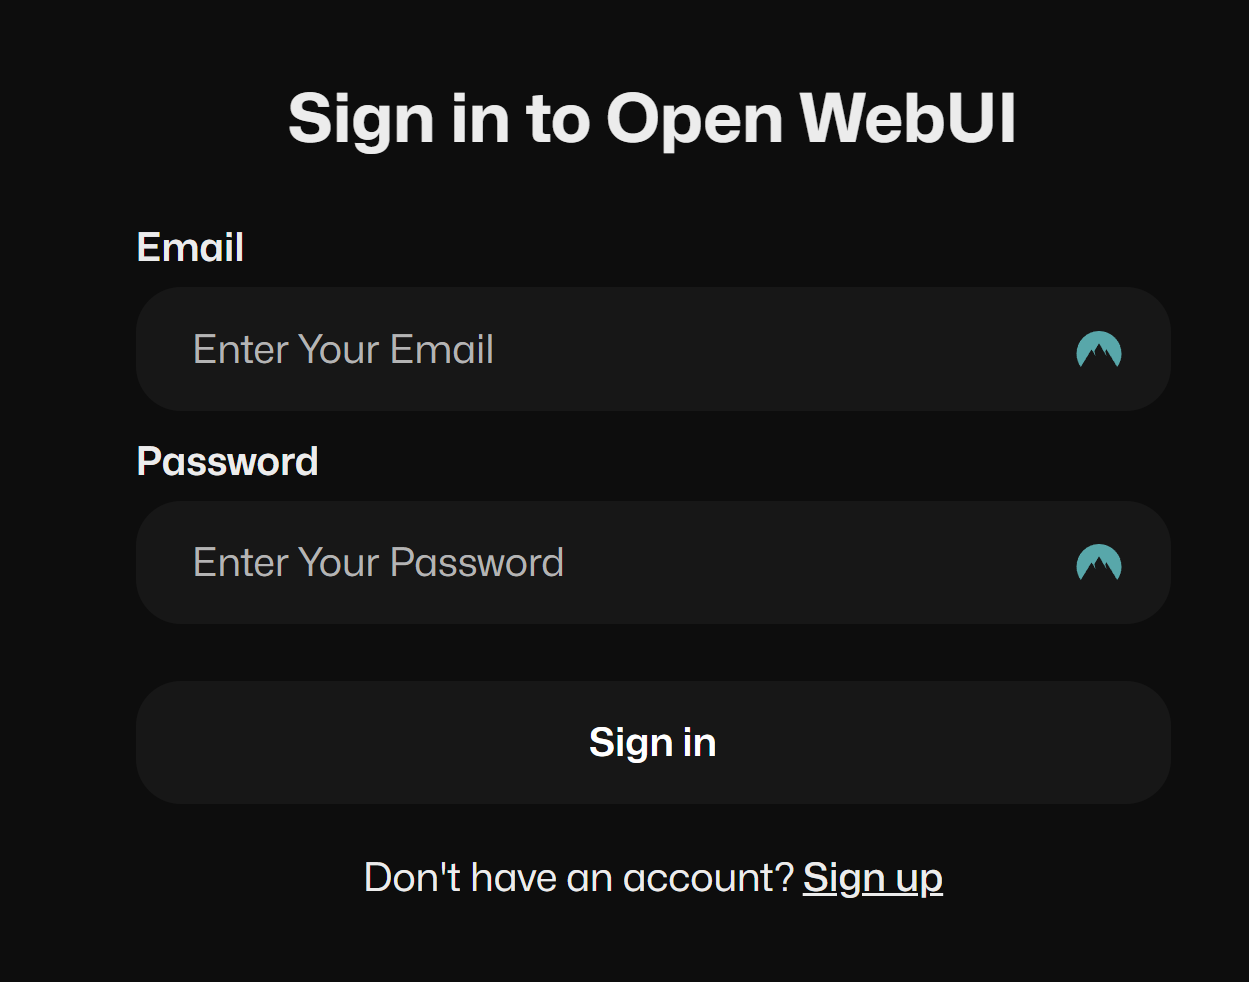 Sign in to Open WebUI
Email
Enter Your Email
Password
Enter Your Password
Sign in
Don't have an account? Sign up